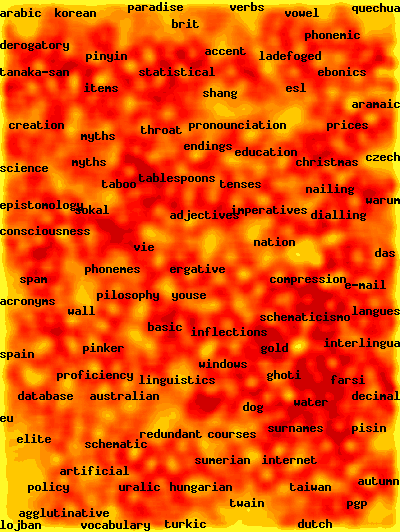 paradise verbs quechua
arabic korean vowel
brit
phonemic
derogatory accent
pinyin ladefoged
tanaka-san statistical ebonics
items shang esl
aramaic
creation throat pronounciation prices
myths
endings education
science myths christmas czech
taboo tablespoons tenses
nailing
warum
epistomology sokal adjectives imperatives dialling
consciousness
vie nation
das
phonemes ergative
spam compression e-mail
acronyms pilosophy youse
wall schematicismo langues
basic inflections
spain pinker gold interlingua
windows
proficiency linguistics ghoti farsi
database australian decimal
dog water
eu
elite redundant courses surnames pisin
schematic
sumerian internet
artificial
policy uralic hungarian taiwan autumn
twain pgp
agglutinative
lojban vocabulary turkic dutch